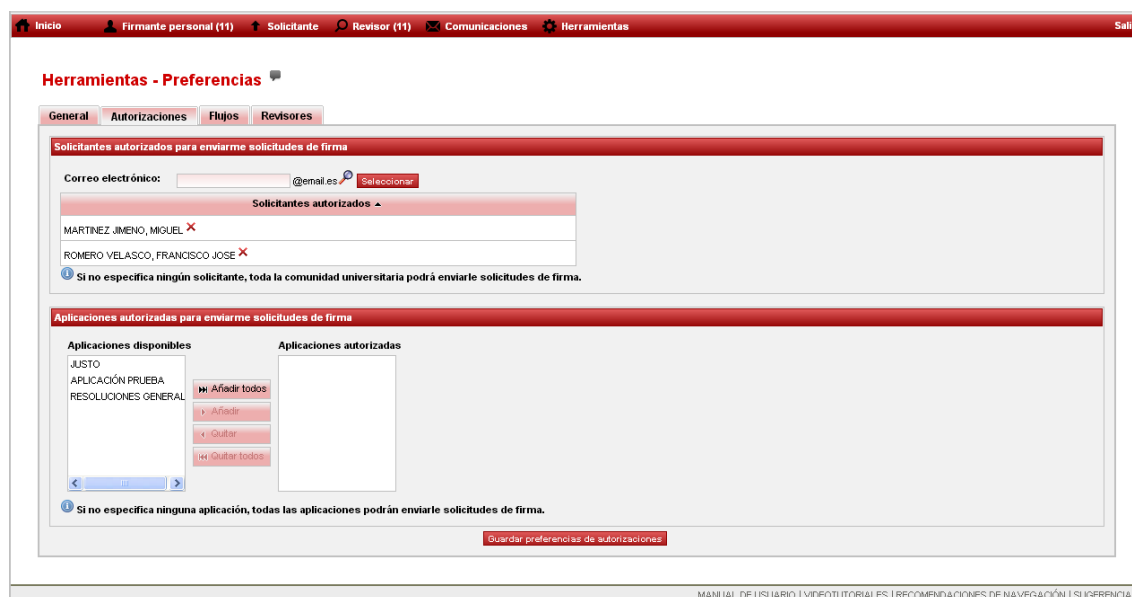 Inicio Firmante personal (11) Solicitante Revisor (11) Comunicaciones Herramientas Sali
Herramientas - Preferencias
General Autorizaciones Flujos Revisores
Solicitantes autorizados para enviarme solicitudes de firma
Correo electrónico: @email.es Seleccionar
Solicitantes autorizados
MARTINEZ JIMENO, MIGUEL
ROMERO VELASCO, FRANCISCO JOSE
Si no especifica ningún solicitante, toda la comunidad universitaria podrá enviarle solicitudes de firma.
Aplicaciones autorizadas para enviarme solicitudes de firma
Aplicaciones disponibles Aplicaciones autorizadas
JUSTO
APLICACIÓN PRUEBA
RESOLUCIONES GENERAL
Añadir todos
Añadir
Quitar
Quitar todos
Si no especifica ninguna aplicación, todas las aplicaciones podrán enviarle solicitudes de firma.
Guardar preferencias de autorizaciones
MANUAL DE USUARIO | VIDEOTUTORIALES | RECOMENDACIONES DE NAVEGACIÓN | SUGERENCIA